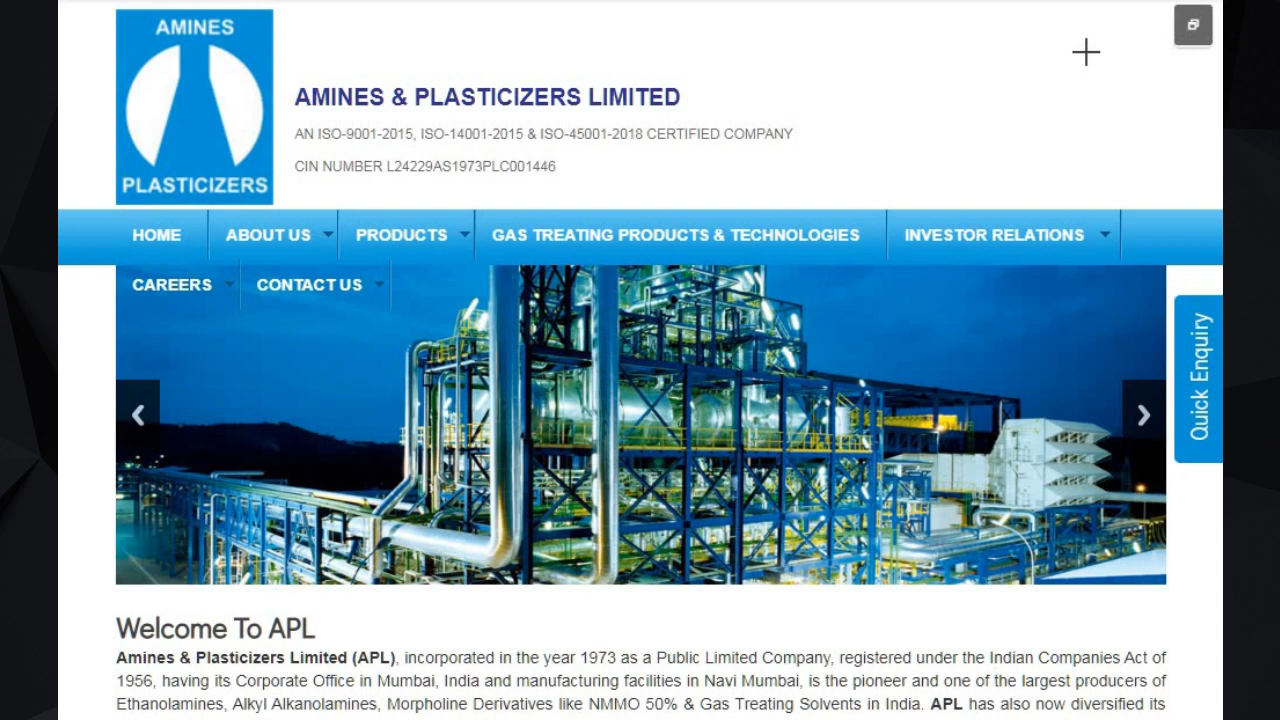 AMINES
PLASTICIZERS
AMINES & PLASTICIZERS LIMITED
AN ISO-9001-2015, ISO-14001-2015 & ISO-45001-2018 CERTIFIED COMPANY
CIN NUMBER L24229AS1973PLC001446
HOME ABOUT US PRODUCTS GAS TREATING PRODUCTS & TECHNOLOGIES INVESTOR RELATIONS
CAREERS CONTACT US
Quick Enquiry
Welcome To APL
Amines & Plasticizers Limited (APL), incorporated in the year 1973 as a Public Limited Company, registered under the Indian Companies Act of
1956, having its Corporate Office in Mumbai, India and manufacturing facilities in Navi Mumbai, is the pioneer and one of the largest producers of
Ethanolamines, Alkyl Alkanolamines, Morpholine Derivatives like NMMO 50% & Gas Treating Solvents in India. APL has also now diversified its